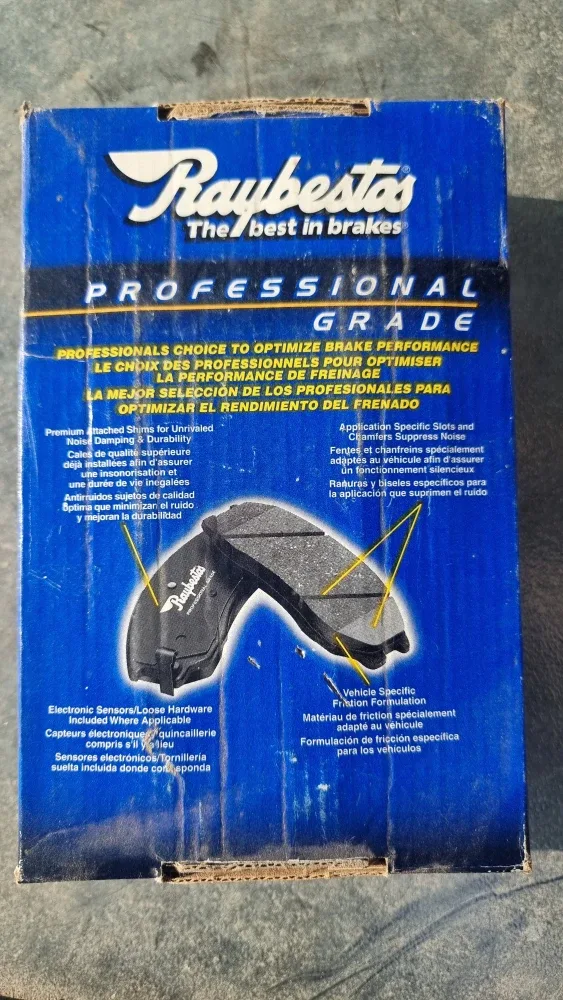 Raybestos®
The best in brakes®
PROFESSIONAL
GRADE
PROFESSIONALS CHOICE TO OPTIMIZE BRAKE PERFORMANCE
LE CHOIX DES PROFESSIONNELS POUR OPTIMISER
LA PERFORMANCE DE FREINAGE
LA MEJOR SELECCIÓN DE LOS PROFESIONALES PARA
OPTIMIZAR EL RENDIMIENTO DEL FRENADO
Premium Attached Shims for Unrivaled
Noise Damping & Durability
Cales de qualité supérieure
déjà installées afin d'assurer
une insonorisation et
une durée de vie inégalées
Antirruidos sujetos de calidad
óptima que minimizan el ruido
y mejoran la durabilidad
Application Specific Slots and
Chamfers Suppress Noise
Fentes et chanfreins spécialement
adaptés au véhicule afin d'assurer
un fonctionnement silencieux
Ranuras y biseles específicos para
la aplicación que suprimen el ruido
Raybestos
PROFESSIONAL GRADE
Electronic Sensors/Loose Hardware
Included Where Applicable
Capteurs électroniques/quincaillerie
compris s'il y a lieu
Sensores electrónicos/Tornillería
suelta incluida donde corresponda
Vehicle Specific
Friction Formulation
Matériau de friction spécialement
adapté au véhicule
Formulación de fricción específica
para los vehículos